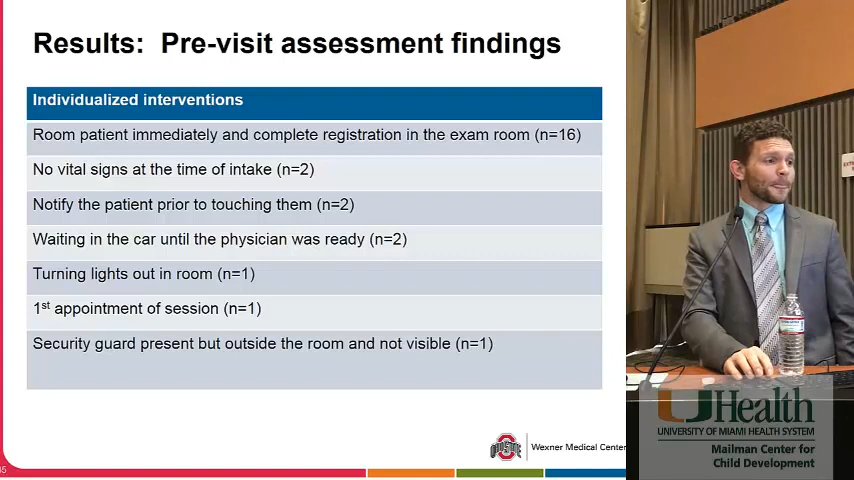 Results: Pre-visit assessment findings
Individualized interventions
Room patient immediately and complete registration in the exam room (n=16)
No vital signs at the time of intake (n=2)
Notify the patient prior to touching them (n=2)
Waiting in the car until the physician was ready (n=2)
Turning lights out in room (n=1)
1st appointment of session (n=1)
Security guard present but outside the room and not visible (n=1)
OHIO STATE
Wexner Medical Center
UHealth
UNIVERSITY OF MIAMI HEALTH SYSTEM
Mailman Center for
Child Development